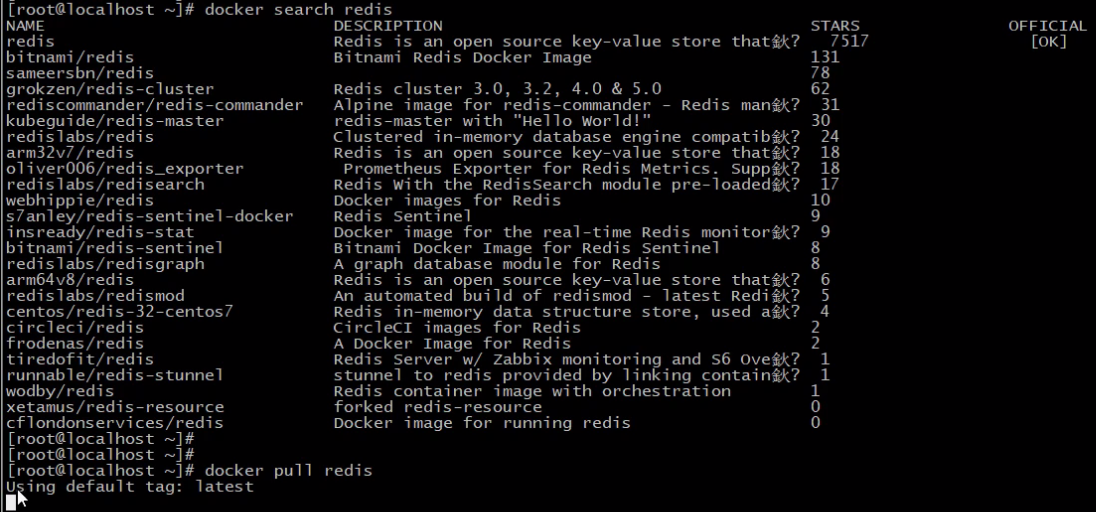 [root@localhost ~]# docker search redis
NAME DESCRIPTION STARS OFFICIAL
redis Redis is an open source key-value store that鈥? 7517 [OK]
bitnami/redis Bitnami Redis Docker Image 131
sameersbn/redis 78
grokzen/redis-cluster Redis cluster 3.0, 3.2, 4.0 & 5.0 62
rediscommander/redis-commander Alpine image for redis-commander - Redis man鈥? 31
kubeguide/redis-master redis-master with "Hello World!" 30
redislabs/redis Clustered in-memory database engine compatib鈥? 24
arm32v7/redis Redis is an open source key-value store that鈥? 18
oliver006/redis_exporter Prometheus Exporter for Redis Metrics. Supp鈥? 18
redislabs/redisearch Redis With the RedisSearch module pre-loaded鈥? 17
webhippie/redis Docker images for Redis 10
s7anley/redis-sentinel-docker Redis Sentinel 9
insready/redis-stat Docker image for the real-time Redis monitor鈥? 9
bitnami/redis-sentinel Bitnami Docker Image for Redis Sentinel 8
redislabs/redisgraph A graph database module for Redis 8
arm64v8/redis Redis is an open source key-value store that鈥? 6
redislabs/redismod An automated build of redismod - latest Redi鈥? 5
centos/redis-32-centos7 Redis in-memory data structure store, used a鈥? 4
circleci/redis CircleCI images for Redis 2
frodenas/redis A Docker Image for Redis 2
tiredofit/redis Redis Server w/ Zabbix monitoring and S6 Ove鈥? 1
runnable/redis-stunnel stunnel to redis provided by linking contain鈥? 1
wodby/redis Redis container image with orchestration 1
xetamus/redis-resource forked redis-resource 0
cflondonservices/redis Docker image for running redis 0
[root@localhost ~]#
[root@localhost ~]#
[root@localhost ~]# docker pull redis
Using default tag: latest